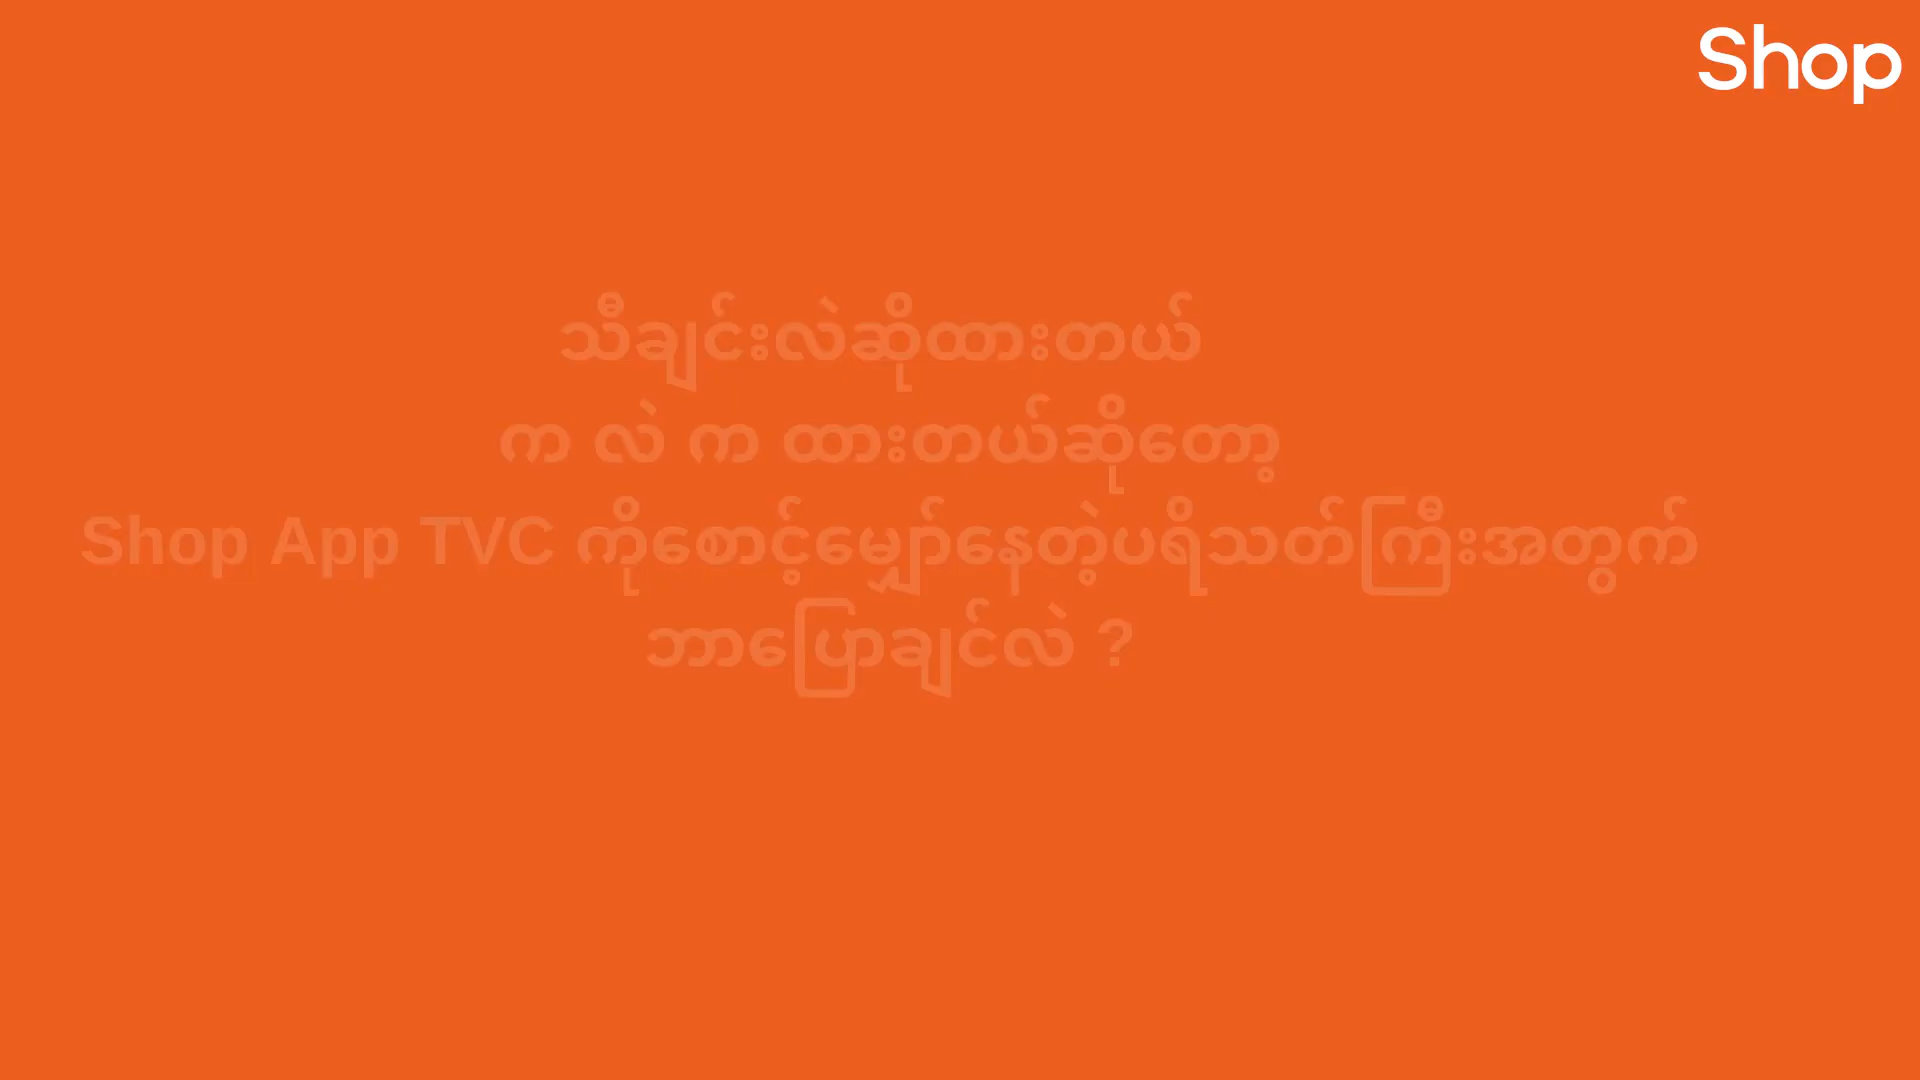 Shop
သီချင်းလဲဆိုထားတယ်
က လဲ က ထားတယ်ဆိုတော့
Shop App TVC ကိုစောင့်မျှော်နေတဲ့ပရိသတ်ကြီးအတွက်
ဘာပြောချင်လဲ ?